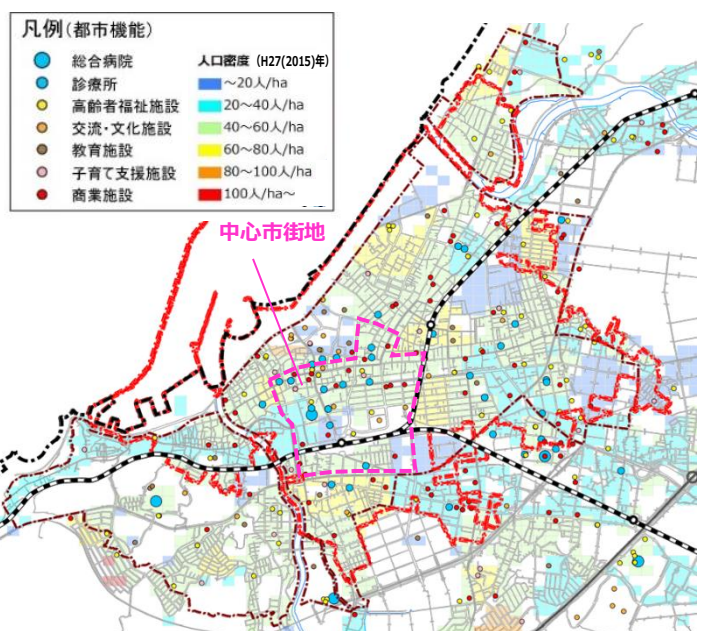 凡例(都市機能)
総合病院
診療所
高齢者福祉施設
交流・文化施設
教育施設
子育て支援施設
商業施設
人口密度(H27(2015)年)
～20人/ha
20～40人/ha
40～60人/ha
60～80人/ha
80～100人/ha
100人/ha～
中心市街地